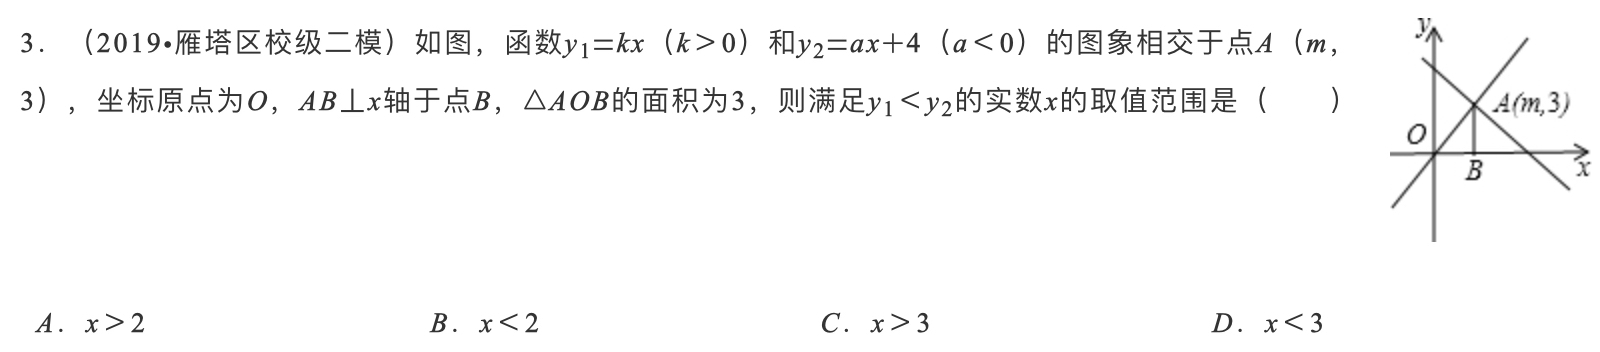 3．（2019•雁塔区校级二模）如图，函数y₁=kx（k＞0）和y₂=ax+4（a＜0）的图象相交于点A（m，
3），坐标原点为O，AB⊥x轴于点B，△AOB的面积为3，则满足y₁＜y₂的实数x的取值范围是（　　）
y
A(m,3)
O
B
x
A．x＞2
B．x＜2
C．x＞3
D．x＜3